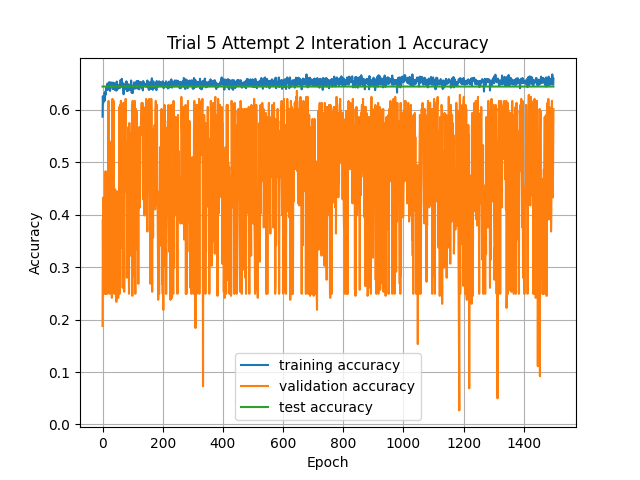 Trial 5 Attempt 2 Interation 1 Accuracy
Accuracy
0.6
0.5
0.4
0.3
0.2
0.1
0.0
training accuracy
validation accuracy
test accuracy
0 200 400 600 800 1000 1200 1400
Epoch